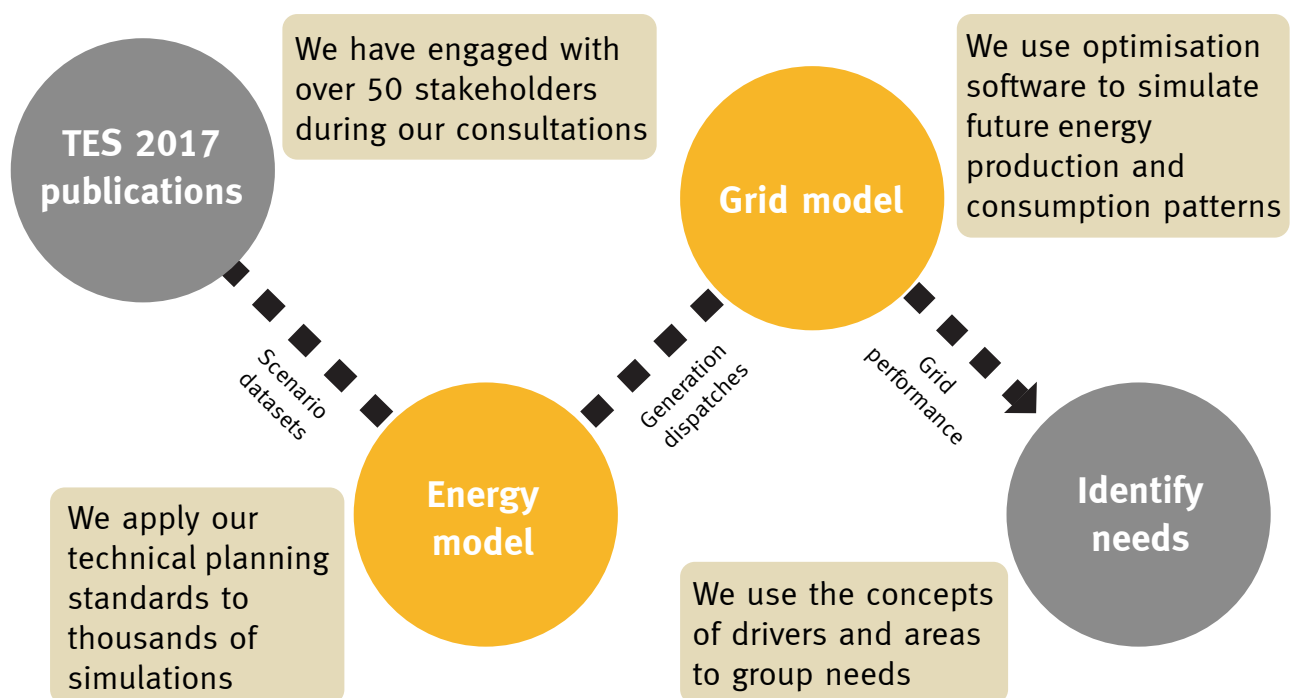 TES 2017
publications
We have engaged with
over 50 stakeholders
during our consultations
Scenario
datasets
We apply our
technical planning
standards to
thousands of
simulations
Energy
model
Generation
dispatches
Grid model
We use optimisation
software to simulate
future energy
production and
consumption patterns
Grid
performance
We use the concepts
of drivers and areas
to group needs
Identify
needs